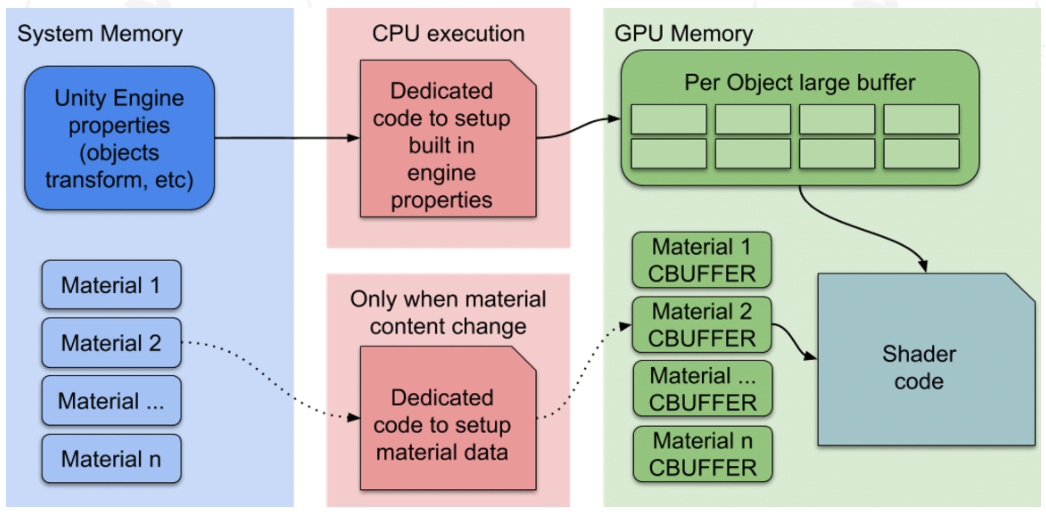 System Memory
Unity Engine
properties
(objects
transform, etc)
Material 1
Material 2
Material ...
Material n
CPU execution
Dedicated
code to setup
built in
engine
properties
Only when material
content change
Dedicated
code to setup
material data
GPU Memory
Per Object large buffer
Material 1
CBUFFER
Material 2
CBUFFER
Material ...
CBUFFER
Material n
CBUFFER
Shader
code